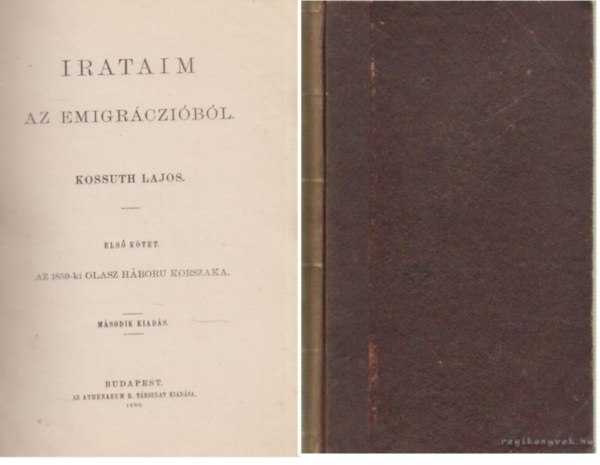 IRATAIM
AZ EMIGRÁCZIÓBÓL.
KOSSUTH LAJOS.
ELSŐ KÖTET.
AZ 1859-ki OLASZ HÁBORU KORSZAKA.
MÁSODIK KIADÁS.
BUDAPEST.
AZ ATHENAEUM R. TÁRSULAT KIADÁSA.
1880.
regikonyvek.hu